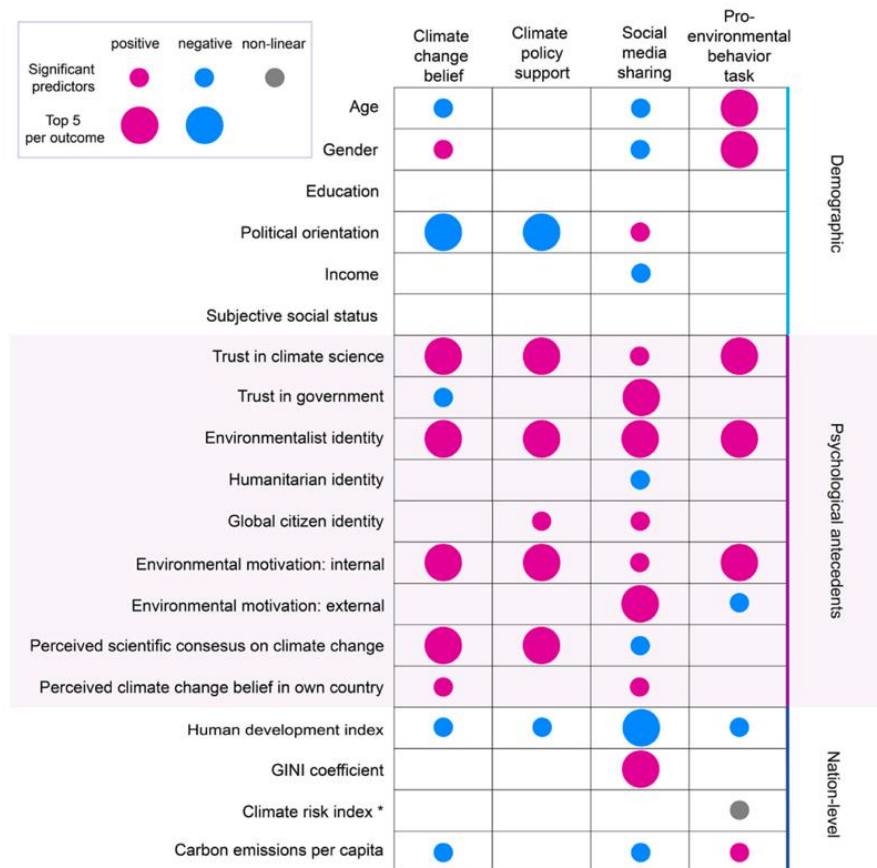 positive negative non-linear
Significant
predictors
Top 5
per outcome
Climate
change
belief
Climate
policy
support
Social
media
sharing
Pro-
environmental
behavior
task
Age
Gender
Education
Political orientation
Income
Subjective social status
Demographic
Trust in climate science
Trust in government
Environmentalist identity
Humanitarian identity
Global citizen identity
Environmental motivation: internal
Environmental motivation: external
Perceived scientific consesus on climate change
Perceived climate change belief in own country
Psychological antecedents
Human development index
GINI coefficient
Climate risk index *
Carbon emissions per capita
Nation-level